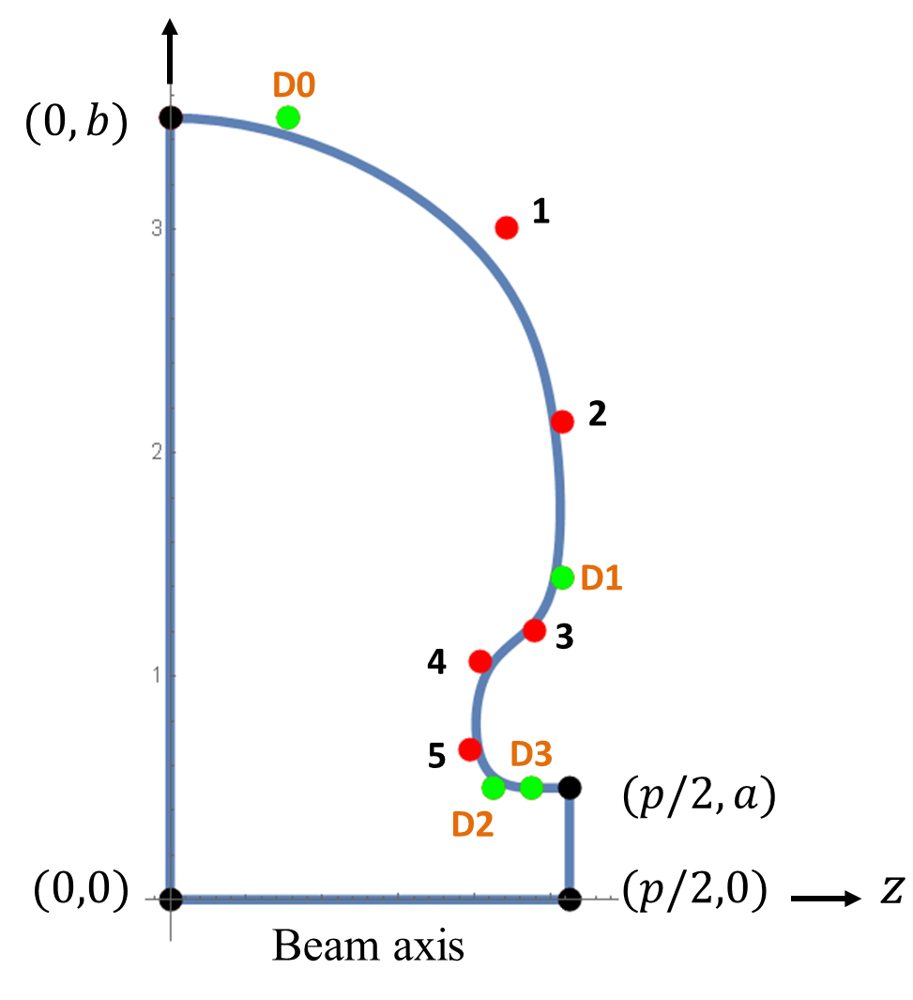 D0
(0, b)
1
3
2
2
D1
3
4
1
5
D3
(p/2, a)
D2
(0,0)
(p/2,0)
z
Beam axis